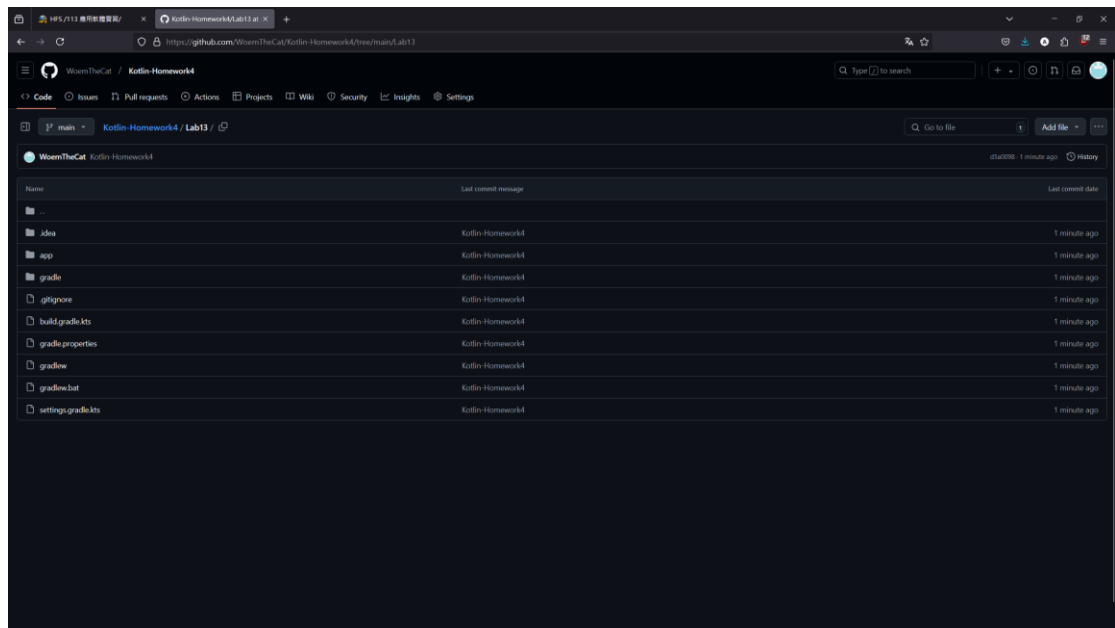 HFS /113 應用軟體實習/
Kotlin-Homework4/Lab13 at
https://github.com/WoemTheCat/Kotlin-Homework4/tree/main/Lab13
WoemTheCat / Kotlin-Homework4
Type / to search
Code Issues Pull requests Actions Projects Wiki Security Insights Settings
main Kotlin-Homework4 / Lab13 /
Go to file t Add file
WoemTheCat Kotlin-Homework4
d3a0098 · 1 minute ago History
Name Last commit message Last commit date
..
.idea Kotlin-Homework4 1 minute ago
app Kotlin-Homework4 1 minute ago
gradle Kotlin-Homework4 1 minute ago
.gitignore Kotlin-Homework4 1 minute ago
build.gradle.kts Kotlin-Homework4 1 minute ago
gradle.properties Kotlin-Homework4 1 minute ago
gradlew Kotlin-Homework4 1 minute ago
gradlew.bat Kotlin-Homework4 1 minute ago
settings.gradle.kts Kotlin-Homework4 1 minute ago